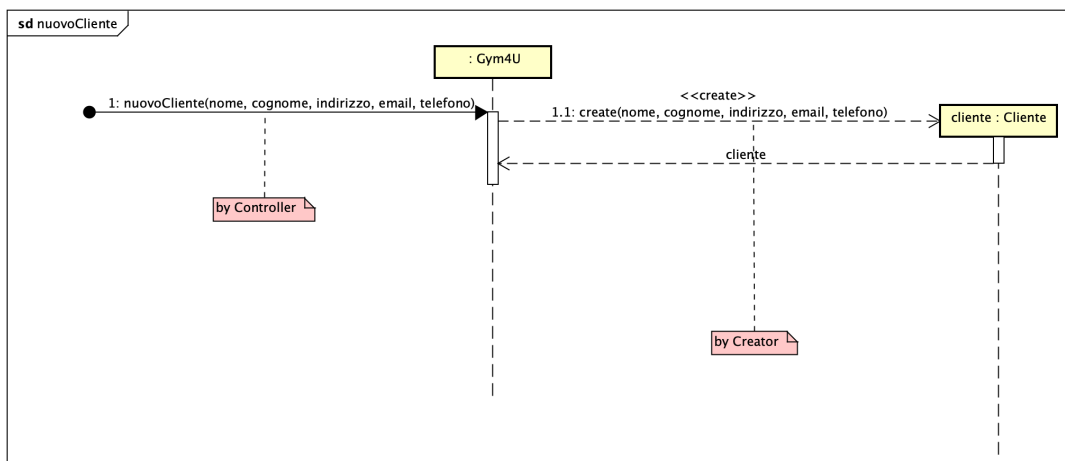 sd nuovoCliente
: Gym4U
1: nuovoCliente(nome, cognome, indirizzo, email, telefono)
<<create>>
1.1: create(nome, cognome, indirizzo, email, telefono)
cliente : Cliente
cliente
by Controller
by Creator